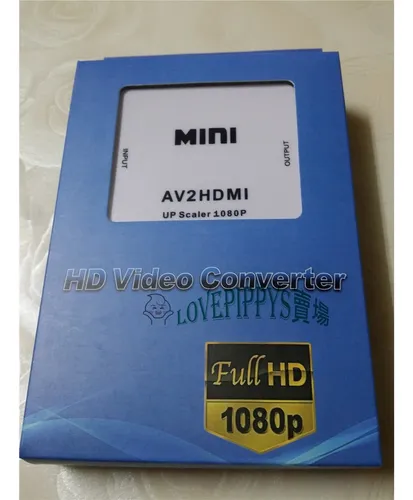 MINI
INPUT
OUTPUT
AV2HDMI
UP Scaler 1080P
HD Video Converter
LOVEPIPPYS賣場
Full HD
1080p